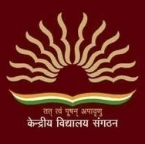 तत् त्वं पूषन् अपावृणु
केन्द्रीय विद्यालय संगठन